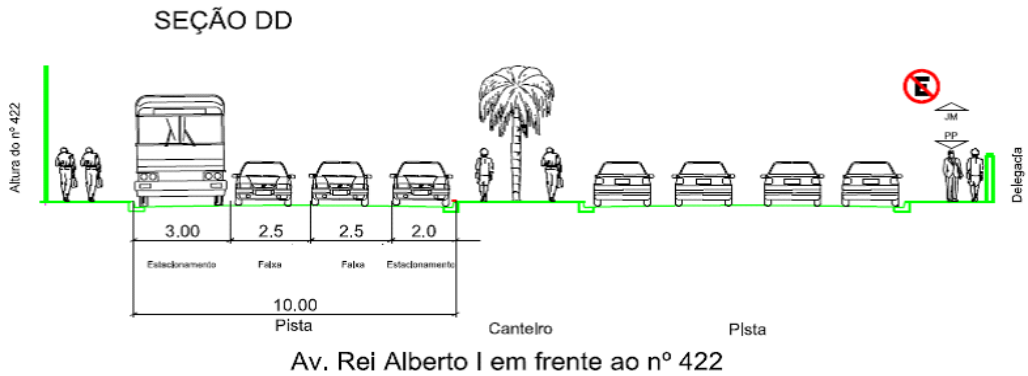 SEÇÃO DD
Altura do nº 422
E
JM
PP
Delegacia
3.00 2.5 2.5 2.0
Estacionamento Faixa Faixa Estacionamento
10.00
Pista Canteiro Pista
Av. Rei Alberto I em frente ao nº 422